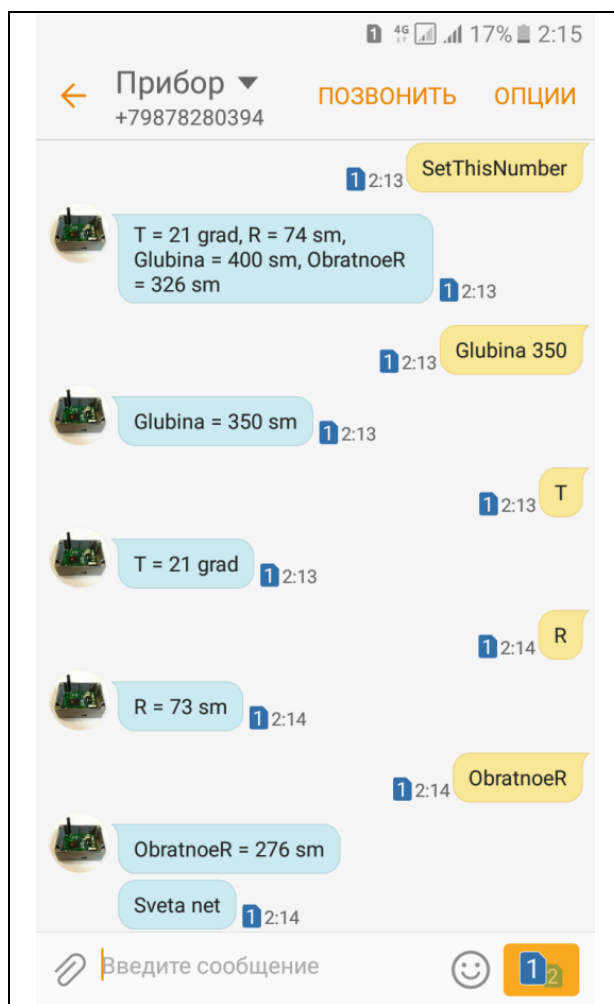 1 4G 17% 2:15
Прибор ПОЗВОНИТЬ ОПЦИИ
+79878280394
1 2:13 SetThisNumber
T = 21 grad, R = 74 sm,
Glubina = 400 sm, ObratnoeR
= 326 sm
1 2:13
1 2:13 Glubina 350
Glubina = 350 sm 1 2:13
1 2:13 T
T = 21 grad 1 2:13
1 2:14 R
R = 73 sm 1 2:14
1 2:14 ObratnoeR
ObratnoeR = 276 sm
Sveta net 1 2:14
Введите сообщение 1 2